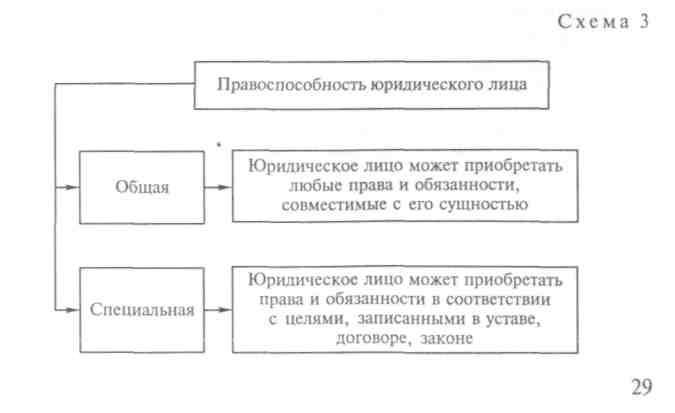 Схема 3
Правоспособность юридического лица
Общая
Юридическое лицо может приобретать
любые права и обязанности,
совместимые с его сущностью
Специальная
Юридическое лицо может приобретать
права и обязанности в соответствии
с целями, записанными в уставе,
договоре, законе
29